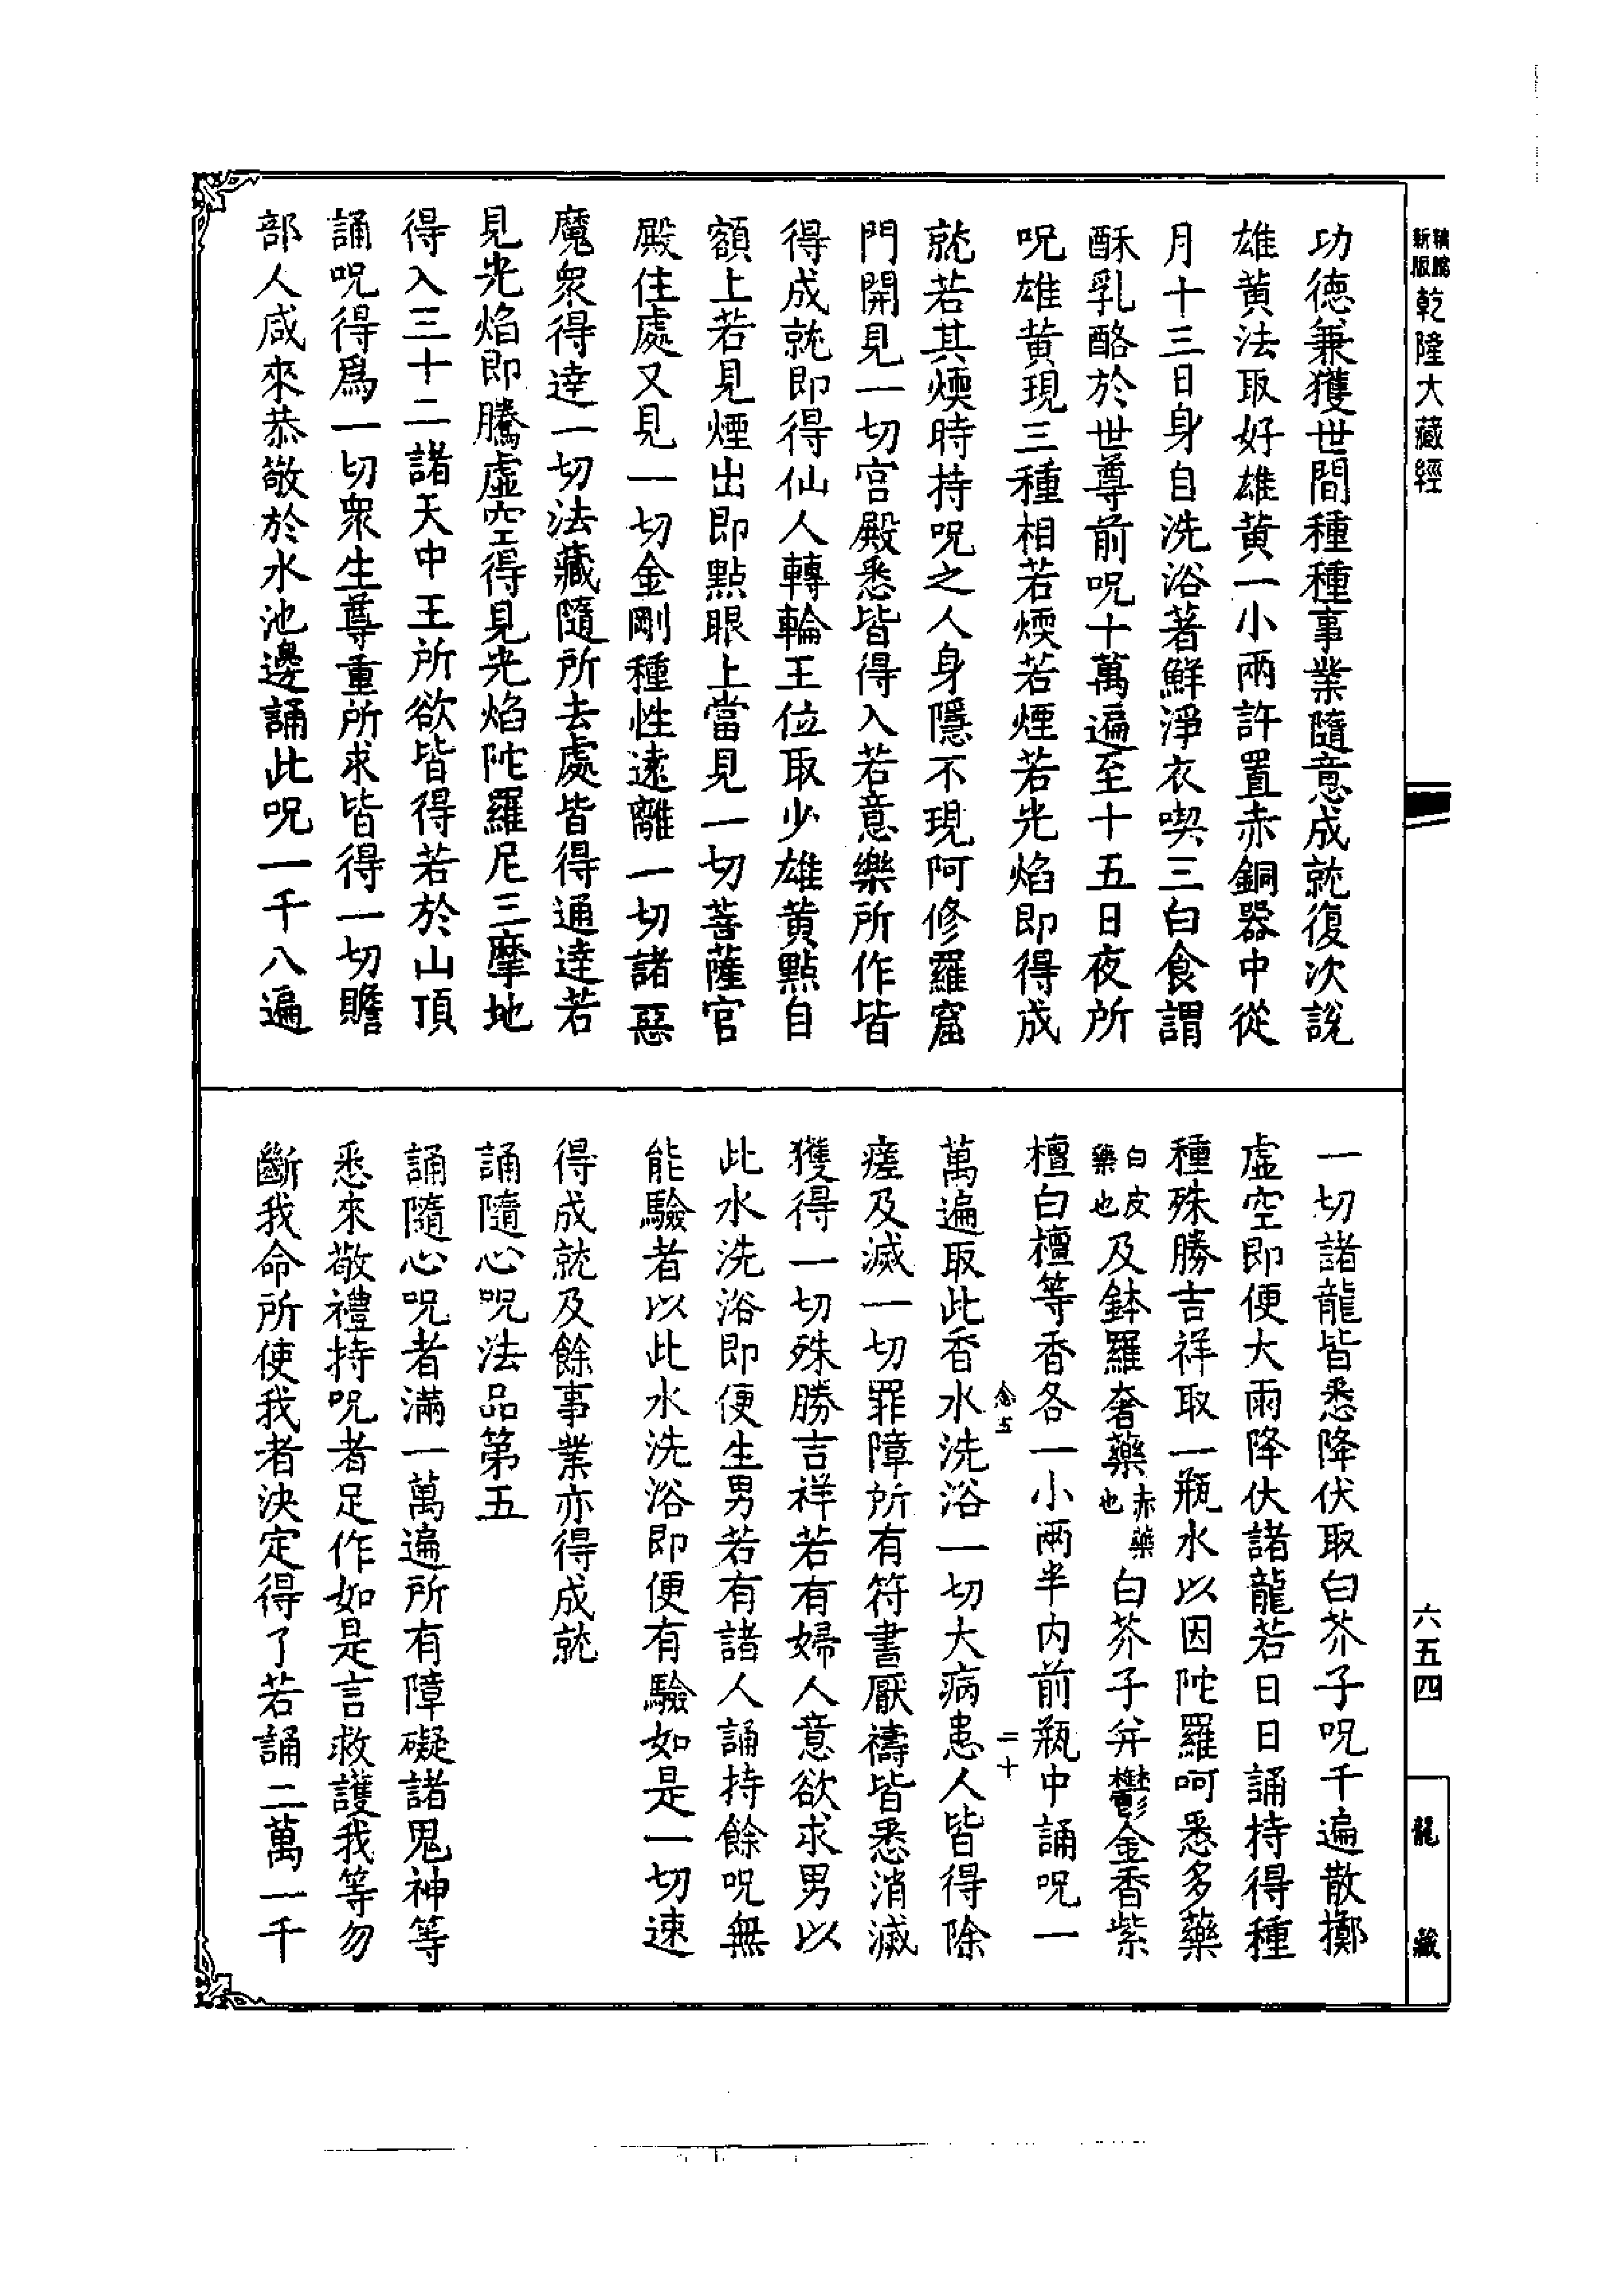 新版
精縮
乾隆大藏經
六五四
龍藏
功德兼獲世間種種事業隨意成就復次說
雄黃法取好雄黃一小兩許置赤銅器中從
月十三日身自洗浴著鮮淨衣喫三白食謂
酥乳酪於世尊前呪十萬遍至十五日夜所
呪雄黃現三種相若煗若煙若光焰即得成
就若其煗時持呪之人身隱不現阿修羅窟
門開見一切宮殿悉皆得入若意樂所作皆
得成就即得仙人轉輪王位取少雄黃點自
額上若見煙出即點眼上當見一切菩薩宮
殿住處又見一切金剛種性遠離一切諸惡
魔眾得達一切法藏隨所去處皆得通達若
見光焰即騰虛空得見光焰陀羅尼三摩地
得入三十二諸天中王所欲皆得若於山頂
誦呪得爲一切眾生尊重所求皆得一切贍
部人咸來恭敬於水池邊誦此呪一千八遍
一切諸龍皆悉降伏取白芥子呪千遍散擲
虛空即便大雨降伏諸龍若日日誦持得種
種殊勝吉祥取一瓶水以因陀羅呵悉多藥
白皮藥也及鉢羅奢藥赤藥也白芥子并鬱金香紫
檀白檀等香各一小兩半内前瓶中誦呪一
念五 二十
萬遍取此香水洗浴一切大病患人皆得除
瘥及滅一切罪障所有符書厭禱皆悉消滅
獲得一切殊勝吉祥若有婦人意欲求男以
此水洗浴即便生男若有諸人誦持餘呪無
能驗者以此水洗浴即便有驗如是一切速
得成就及餘事業亦得成就
誦隨心呪法品第五
誦隨心呪者滿一萬遍所有障礙諸鬼神等
悉來敬禮持呪者足作如是言救護我等勿
斷我命所使我者決定得了若誦二萬一千